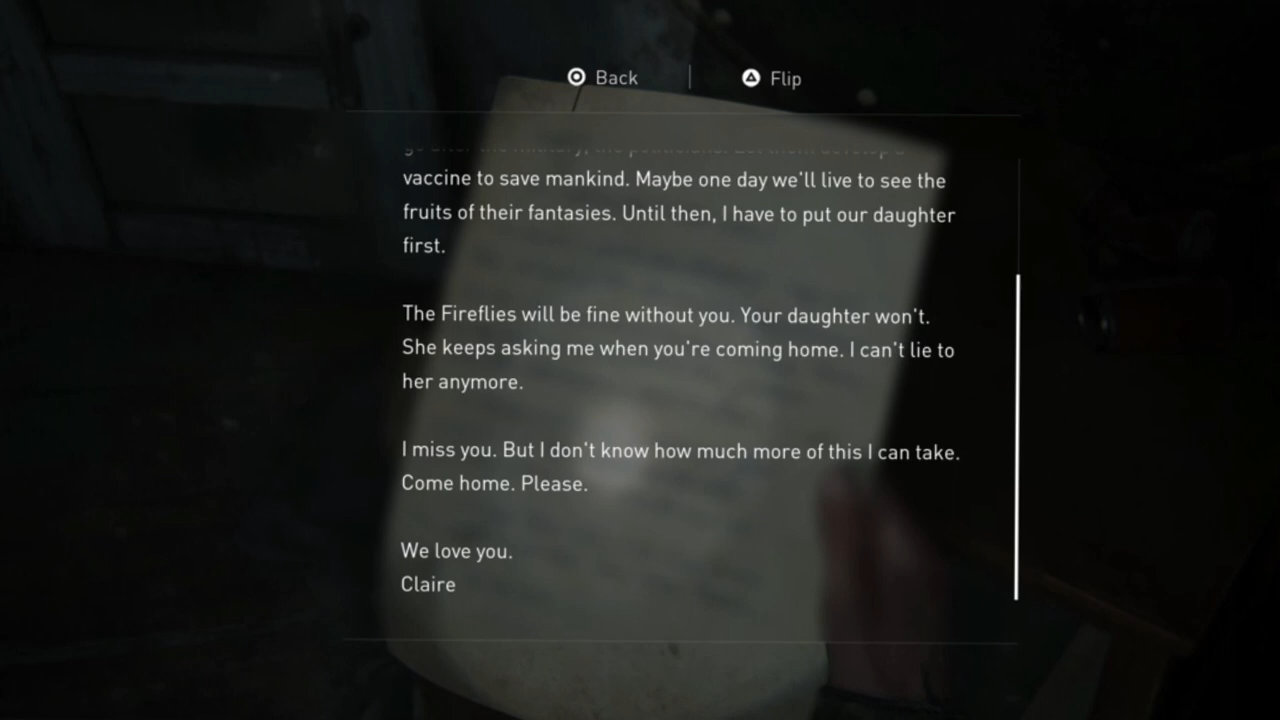 Back | Flip
vaccine to save mankind. Maybe one day we'll live to see the
fruits of their fantasies. Until then, I have to put our daughter
first.
The Fireflies will be fine without you. Your daughter won't.
She keeps asking me when you're coming home. I can't lie to
her anymore.
I miss you. But I don't know how much more of this I can take.
Come home. Please.
We love you.
Claire